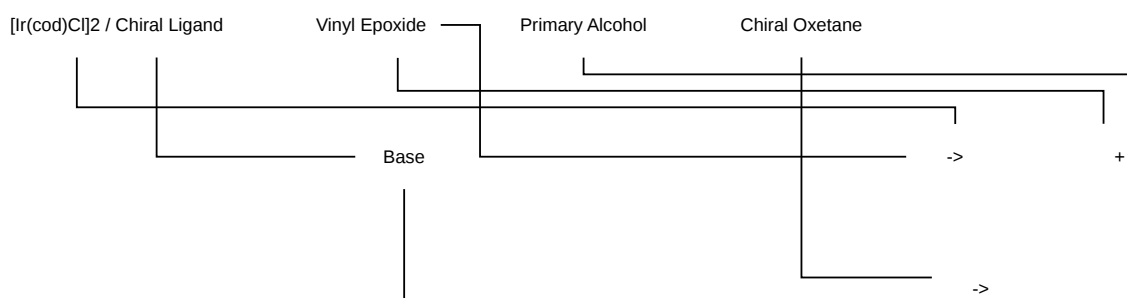 [Ir(cod)Cl]2 / Chiral Ligand Vinyl Epoxide Primary Alcohol Chiral Oxetane
Base -> +
->